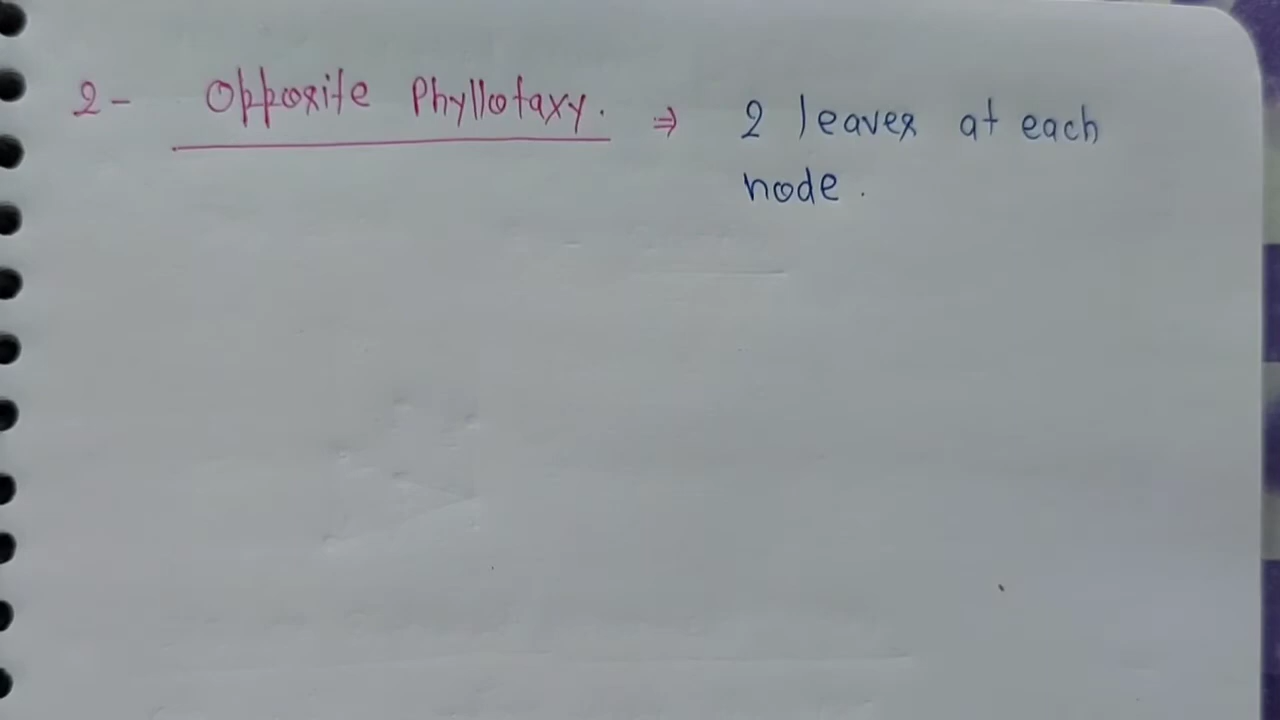 2- Opposite Phyllotaxy. ⇒ 2 leaves at each
node.